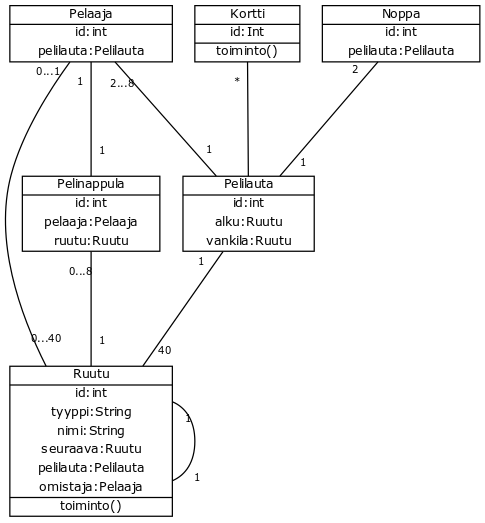 Pelaaja
id:int
pelilauta:Pelilauta
Kortti
id:Int
toiminto()
Noppa
id:int
pelilauta:Pelilauta
0...1
1
2...8
*
2
1
1
1
Pelinappula
id:int
pelaaja:Pelaaja
ruutu:Ruutu
Pelilauta
id:int
alku:Ruutu
vankila:Ruutu
0...8
1
0...40
1
40
Ruutu
id:int
tyyppi:String
nimi:String
seuraava:Ruutu
pelilauta:Pelilauta
omistaja:Pelaaja
toiminto()
1
1